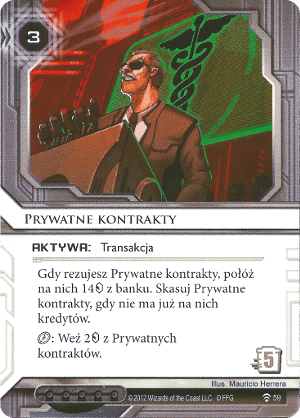 3
PRYWATNE KONTRAKTY
AKTYWA: Transakcja
Gdy rezujesz Prywatne kontrakty, połóż
na nich 14 z banku. Skasuj Prywatne
kontrakty, gdy nie ma już na nich
kredytów.
: Weź 2 z Prywatnych
kontraktów.
5
Illus. Mauricio Herrera
©2012 Wizards of the Coast LLC. © FFG
59